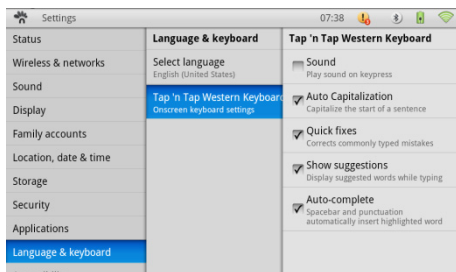 Settings
07:38
Status
Wireless & networks
Sound
Display
Family accounts
Location, date & time
Storage
Security
Applications
Language & keyboard
Language & keyboard
Select language
English (United States)
Tap 'n Tap Western Keyboard
Onscreen keyboard settings
Tap 'n Tap Western Keyboard
Sound
Play sound on keypress
Auto Capitalization
Capitalize the start of a sentence
Quick fixes
Corrects commonly typed mistakes
Show suggestions
Display suggested words while typing
Auto-complete
Spacebar and punctuation
automatically insert highlighted word